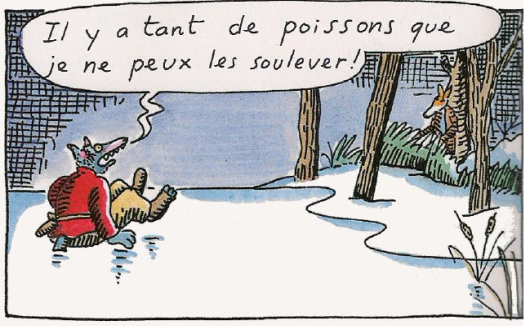 Il y a tant de poissons que
je ne peux les soulever!